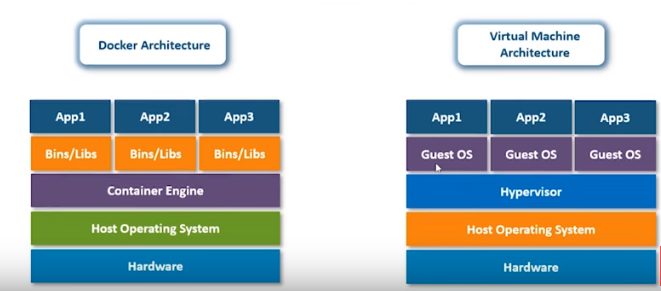 Docker Architecture
App1 App2 App3
Bins/Libs Bins/Libs Bins/Libs
Container Engine
Host Operating System
Hardware
Virtual Machine
Architecture
App1 App2 App3
Guest OS Guest OS Guest OS
Hypervisor
Host Operating System
Hardware